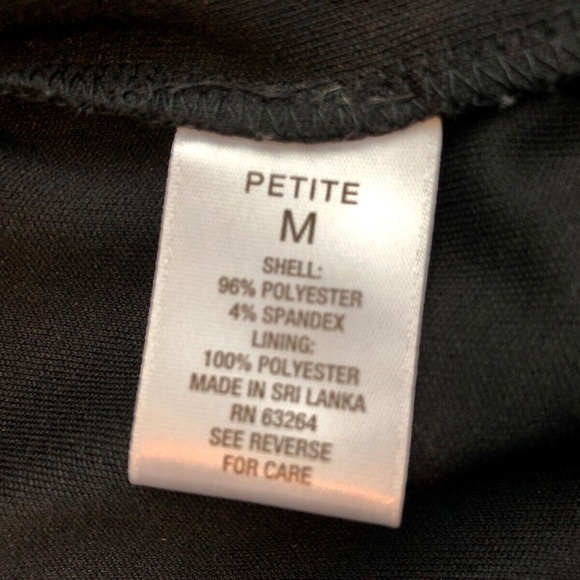 PETITE
M
SHELL:
96% POLYESTER
4% SPANDEX
LINING:
100% POLYESTER
MADE IN SRI LANKA
RN 63264
SEE REVERSE
FOR CARE